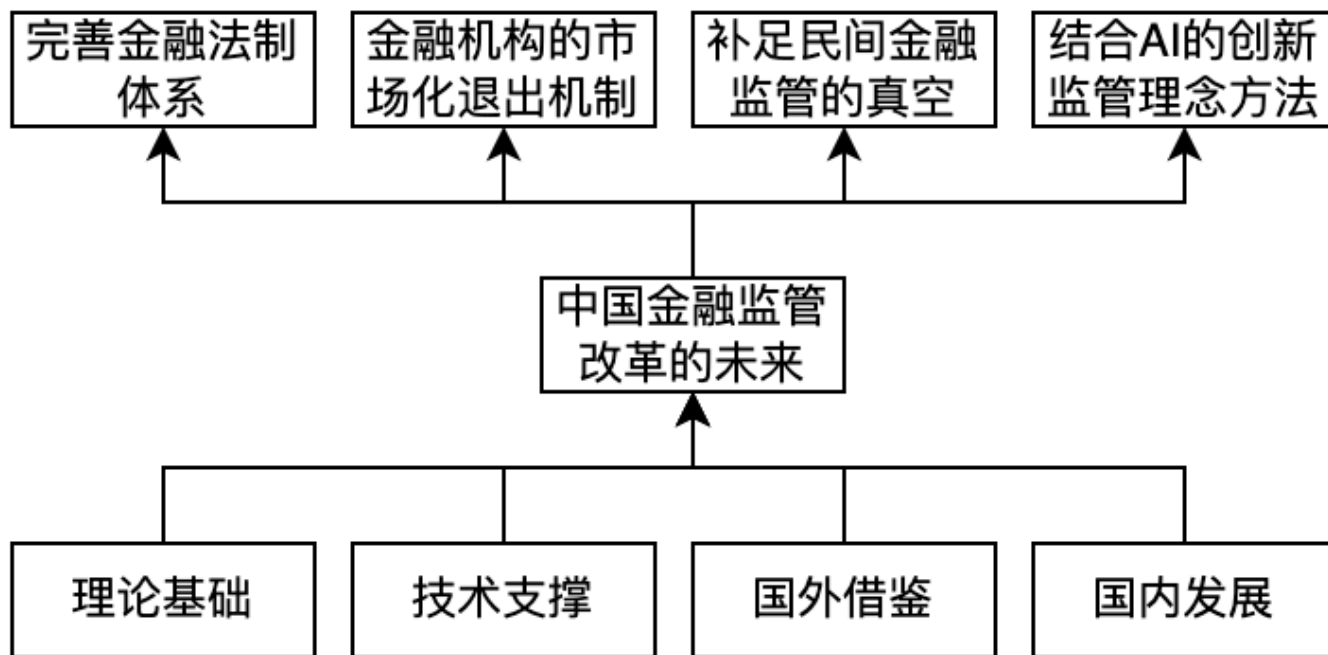 完善金融法制
体系
金融机构的市
场化退出机制
补足民间金融
监管的真空
结合AI的创新
监管理念方法
中国金融监管
改革的未来
理论基础
技术支撑
国外借鉴
国内发展